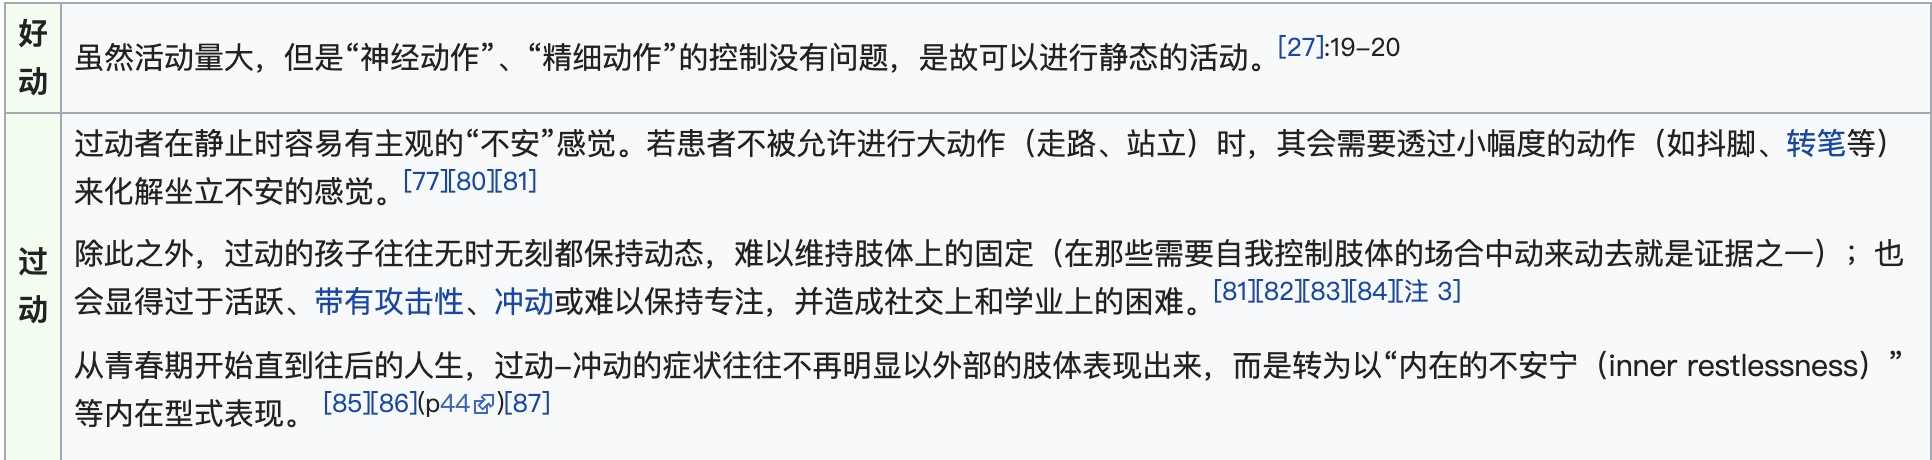 好
动
虽然活动量大，但是“神经动作”、“精细动作”的控制没有问题，是故可以进行静态的活动。[27]:19–20
过
动
过动者在静止时容易有主观的“不安”感觉。若患者不被允许进行大动作（走路、站立）时，其会需要透过小幅度的动作（如抖脚、转笔等）
来化解坐立不安的感觉。[77][80][81]
除此之外，过动的孩子往往无时无刻都保持动态，难以维持肢体上的固定（在那些需要自我控制肢体的场合中动来动去就是证据之一）；也
会显得过于活跃、带有攻击性、冲动或难以保持专注，并造成社交上和学业上的困难。[81][82][83][84][注 3]
从青春期开始直到往后的人生，过动–冲动的症状往往不再明显以外部的肢体表现出来，而是转为以“内在的不安宁（inner restlessness）”
等内在型式表现。 [85][86](p44)[87]